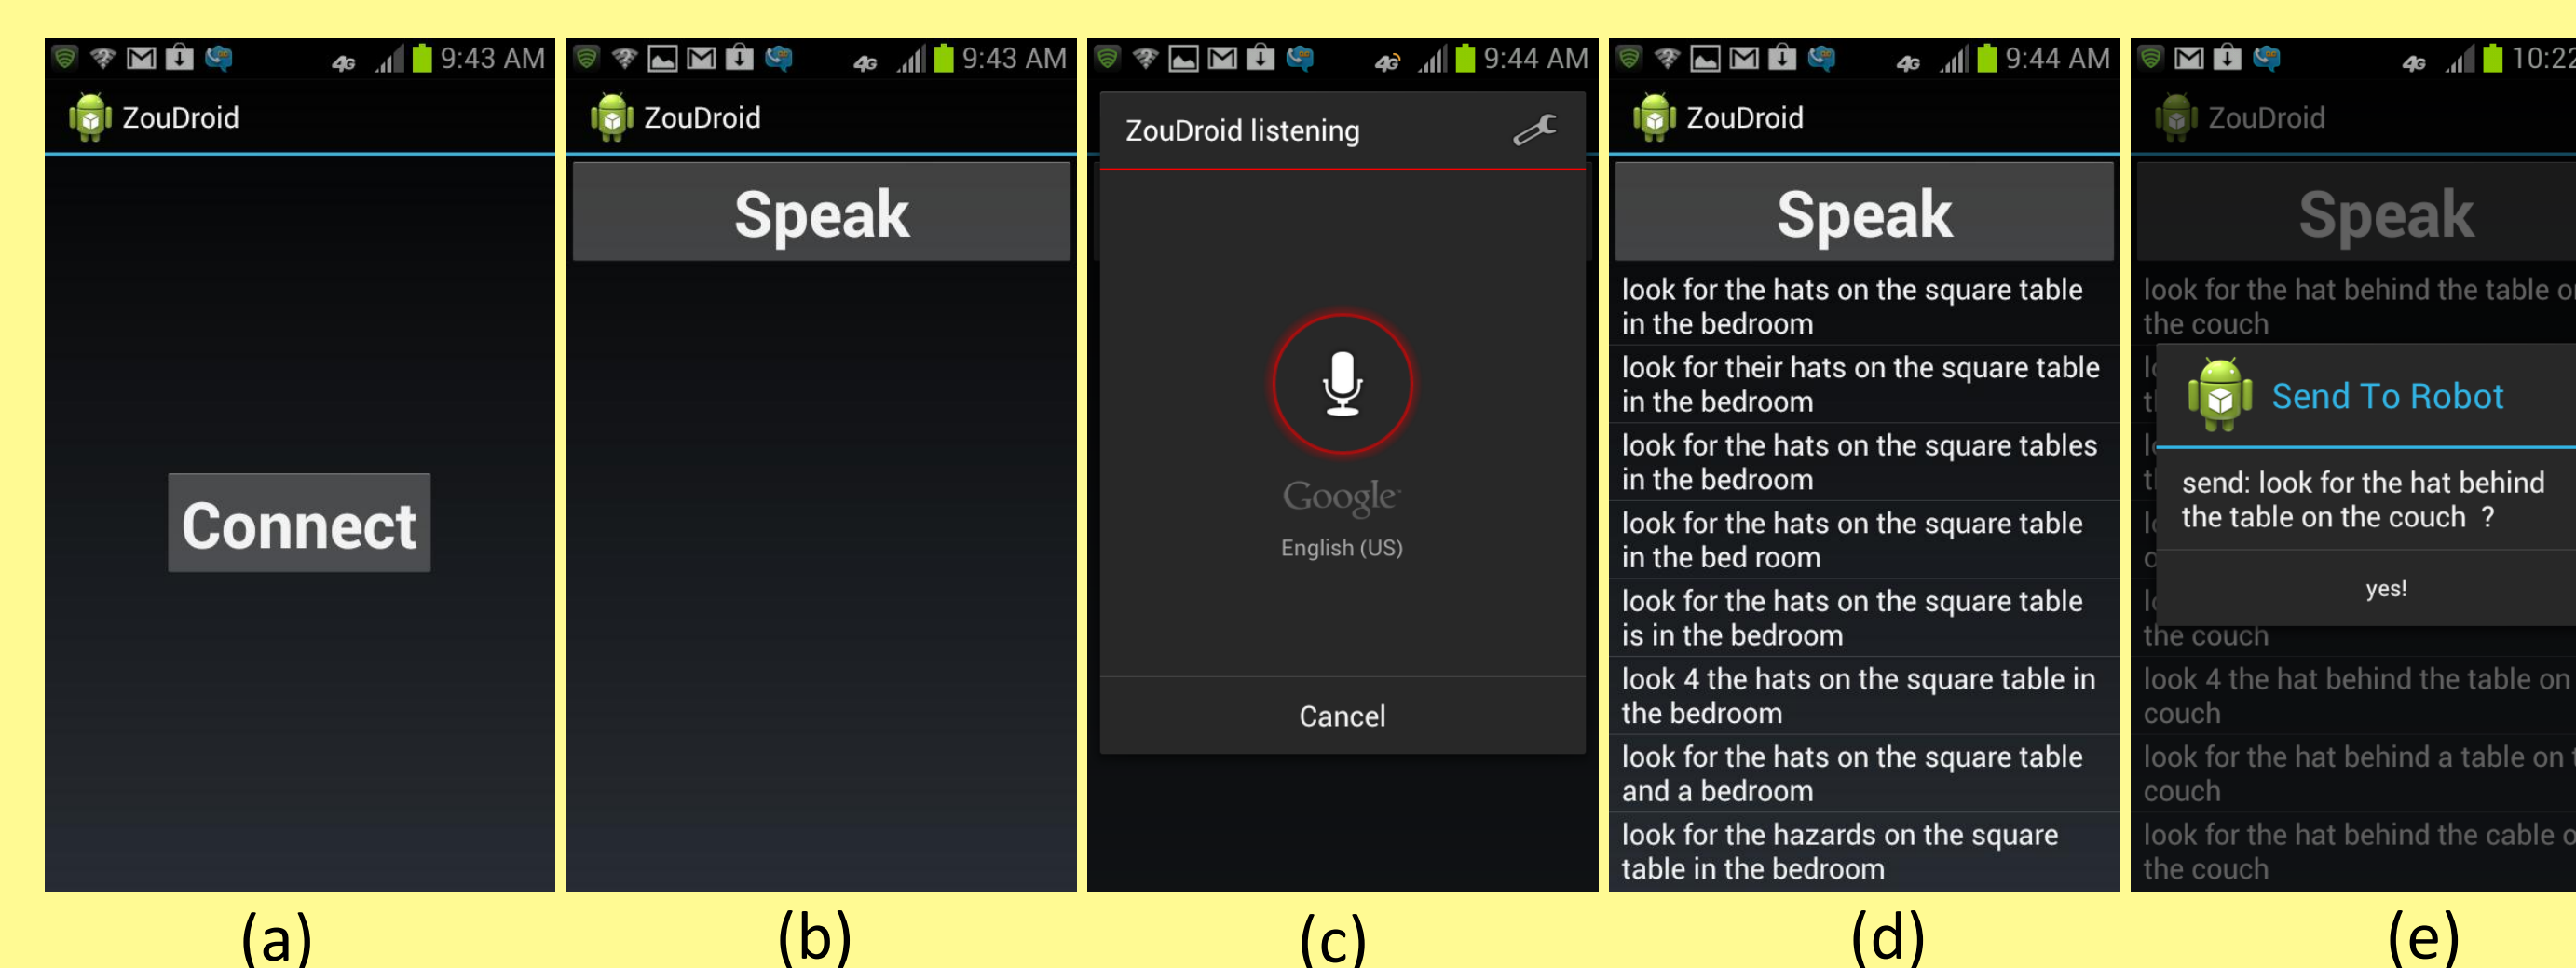 4G 9:43 AM
ZouDroid
Connect
(a)
4G 9:43 AM
ZouDroid
Speak
(b)
4G 9:44 AM
ZouDroid listening
Google
English (US)
Cancel
(c)
4G 9:44 AM
ZouDroid
Speak
look for the hats on the square table
in the bedroom
look for their hats on the square table
in the bedroom
look for the hats on the square tables
in the bedroom
look for the hats on the square table
in the bed room
look for the hats on the square table
is in the bedroom
look 4 the hats on the square table in
the bedroom
look for the hats on the square table
and a bedroom
look for the hazards on the square
table in the bedroom
(d)
4G 10:22
ZouDroid
Speak
look for the hat behind the table
the couch
Send To Robot
send: look for the hat behind
the table on the couch ?
yes!
the couch
look 4 the hat behind the table on
couch
look for the hat behind a table on
couch
look for the hat behind the cable
the couch
(e)